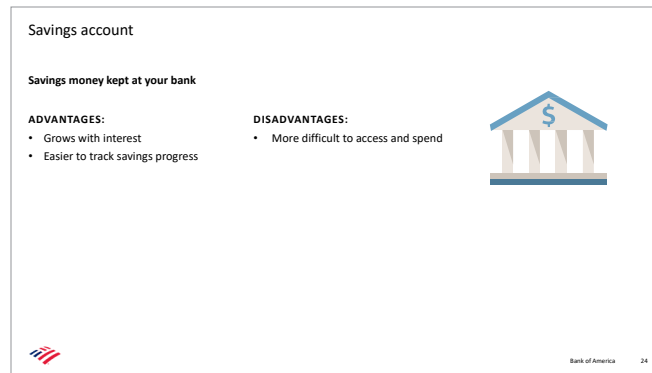 Savings account
Savings money kept at your bank
ADVANTAGES:
• Grows with interest
• Easier to track savings progress
DISADVANTAGES:
• More difficult to access and spend
$
Bank of America 24